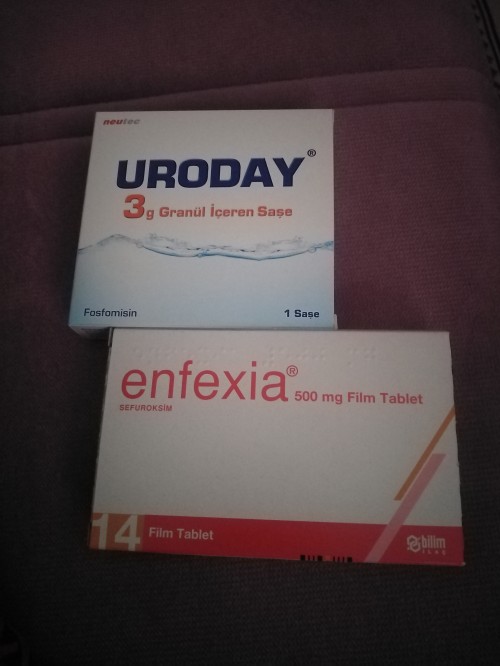 neutec
URODAY®
3g Granül İçeren Saşe
Fosfomisin
1 Saşe
enfexia® 500 mg Film Tablet
SEFUROKSİM
14 Film Tablet
bilim
İLAÇ